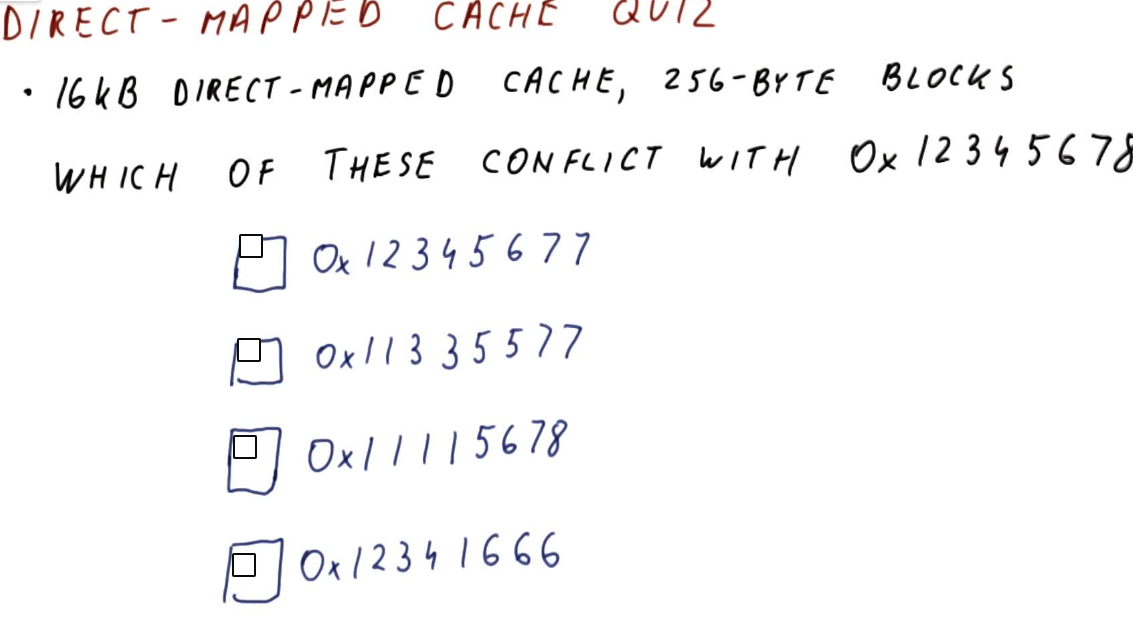 DIRECT-MAPPED CACHE QUIZ
• 16kB DIRECT-MAPPED CACHE, 256-BYTE BLOCKS
WHICH OF THESE CONFLICT WITH 0x12345678
0x12345677
0x11335577
0x11115678
0x12341666